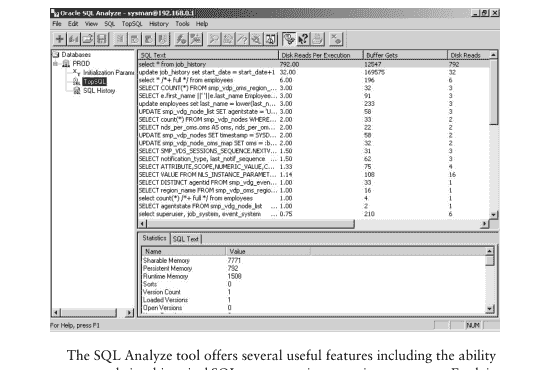 Oracle SQL Analyze - sysman@192.168.0.1
File Edit View SQL TopSQL History Tools Help
Databases
PROD
Initialization Param
TopSQL
SQL History
SQL Text Disk Reads Per Execution Buffer Gets Disk Reads
select * from job_history 792.00 12547 792
update job_history set start_date = start_date+1 32.00 169575 32
select * /*+ full */ from employees 6.00 196 6
SELECT COUNT(*) FROM smp_vdp_oms_region_... 3.00 32 3
SELECT e.first_name ||' '||e.last_name Employee... 3.00 91 3
update employees set last_name = lower(last_n... 3.00 233 3
UPDATE smp_vdg_node_list SET agentstate = 'U... 3.00 58 3
SELECT count(*) FROM smp_vdp_nodes WHERE... 2.00 33 2
SELECT nds_per_oms.oms AS oms, nds_per_om... 2.00 22 2
UPDATE smp_vdp_nodes SET timestamp = SYSD... 2.00 58 2
UPDATE smp_vdp_node_oms_map SET oms = :b... 2.00 32 2
SELECT SMP_VDS_SESSIONS_SEQUENCE.NEXTV... 1.50 31 3
SELECT notification_type, last_notif_sequence ... 1.50 62 3
SELECT ATTRIBUTE,SCOPE,NUMERIC_VALUE,C... 1.33 75 4
SELECT VALUE FROM NLS_INSTANCE_PARAMET... 1.14 108 16
SELECT DISTINCT agentid FROM smp_vdg_even... 1.00 33 1
SELECT region_name FROM smp_vdp_oms_regio... 1.00 16 1
select count(*) /*+ full */ from employees 1.00 4 1
SELECT agentstate FROM smp_vdg_node_list ... 1.00 2 1
select superuser, job_system, event_system ... 0.75 210 6
Statistics SQL Text
Name Value
Sharable Memory 7771
Persistent Memory 792
Runtime Memory 1508
Sorts 0
Version Count 1
Loaded Versions 1
Open Versions 0
For Help, press F1 NUM
The SQL Analyze tool offers several useful features including the ability